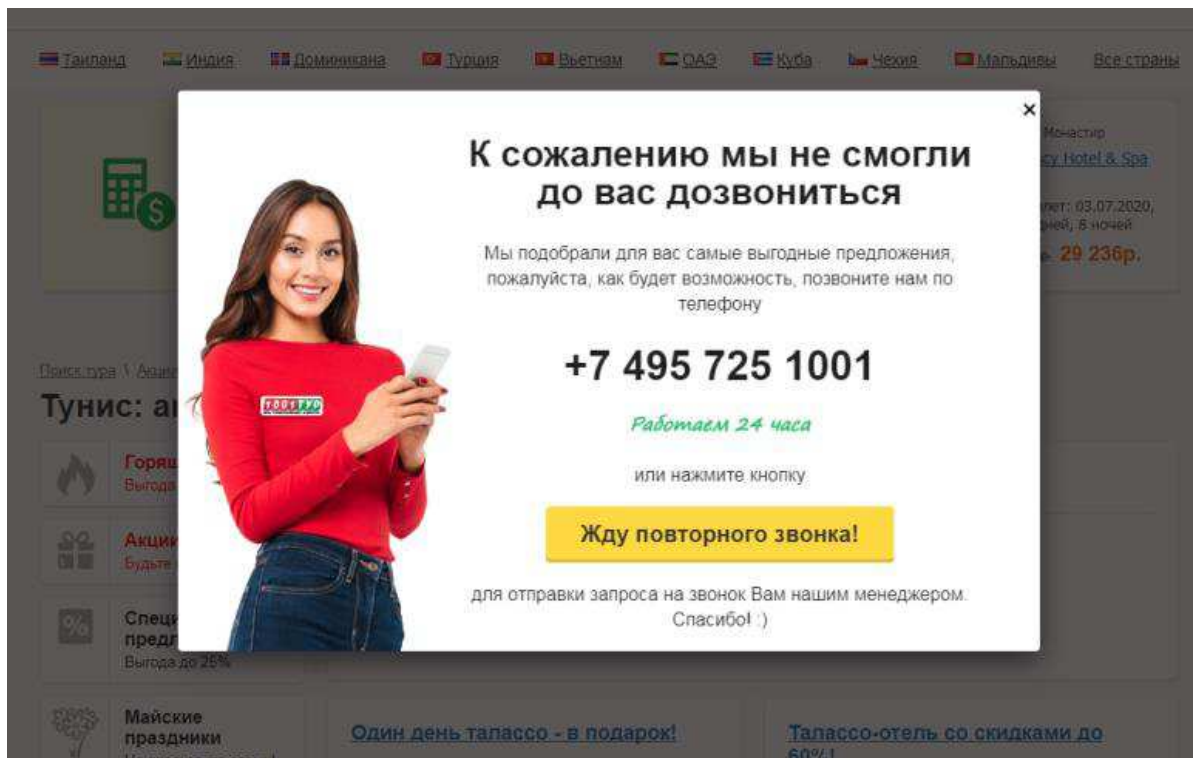 Таиланд Индия Доминикана Турция Вьетнам ОАЭ Куба Чехия Мальдивы Все страны
×
Монастир
К сожалению мы не смогли
до вас дозвониться
Hotel & Spa
03.07.2020,
8 ночей
29 236р.
Мы подобрали для вас самые выгодные предложения,
пожалуйста, как будет возможность, позвоните нам по
телефону
+7 495 725 1001
Работаем 24 часа
или нажмите кнопку
Жду повторного звонка!
для отправки запроса на звонок Вам нашим менеджером.
Спасибо! :)
1001ТУР
Поиск тура \
Тунис:
Выгода
Акции
Будьте
Выгода до 25%
Майские
праздники
Один день талассо - в подарок!
Талассо-отель со скидками до
60%!